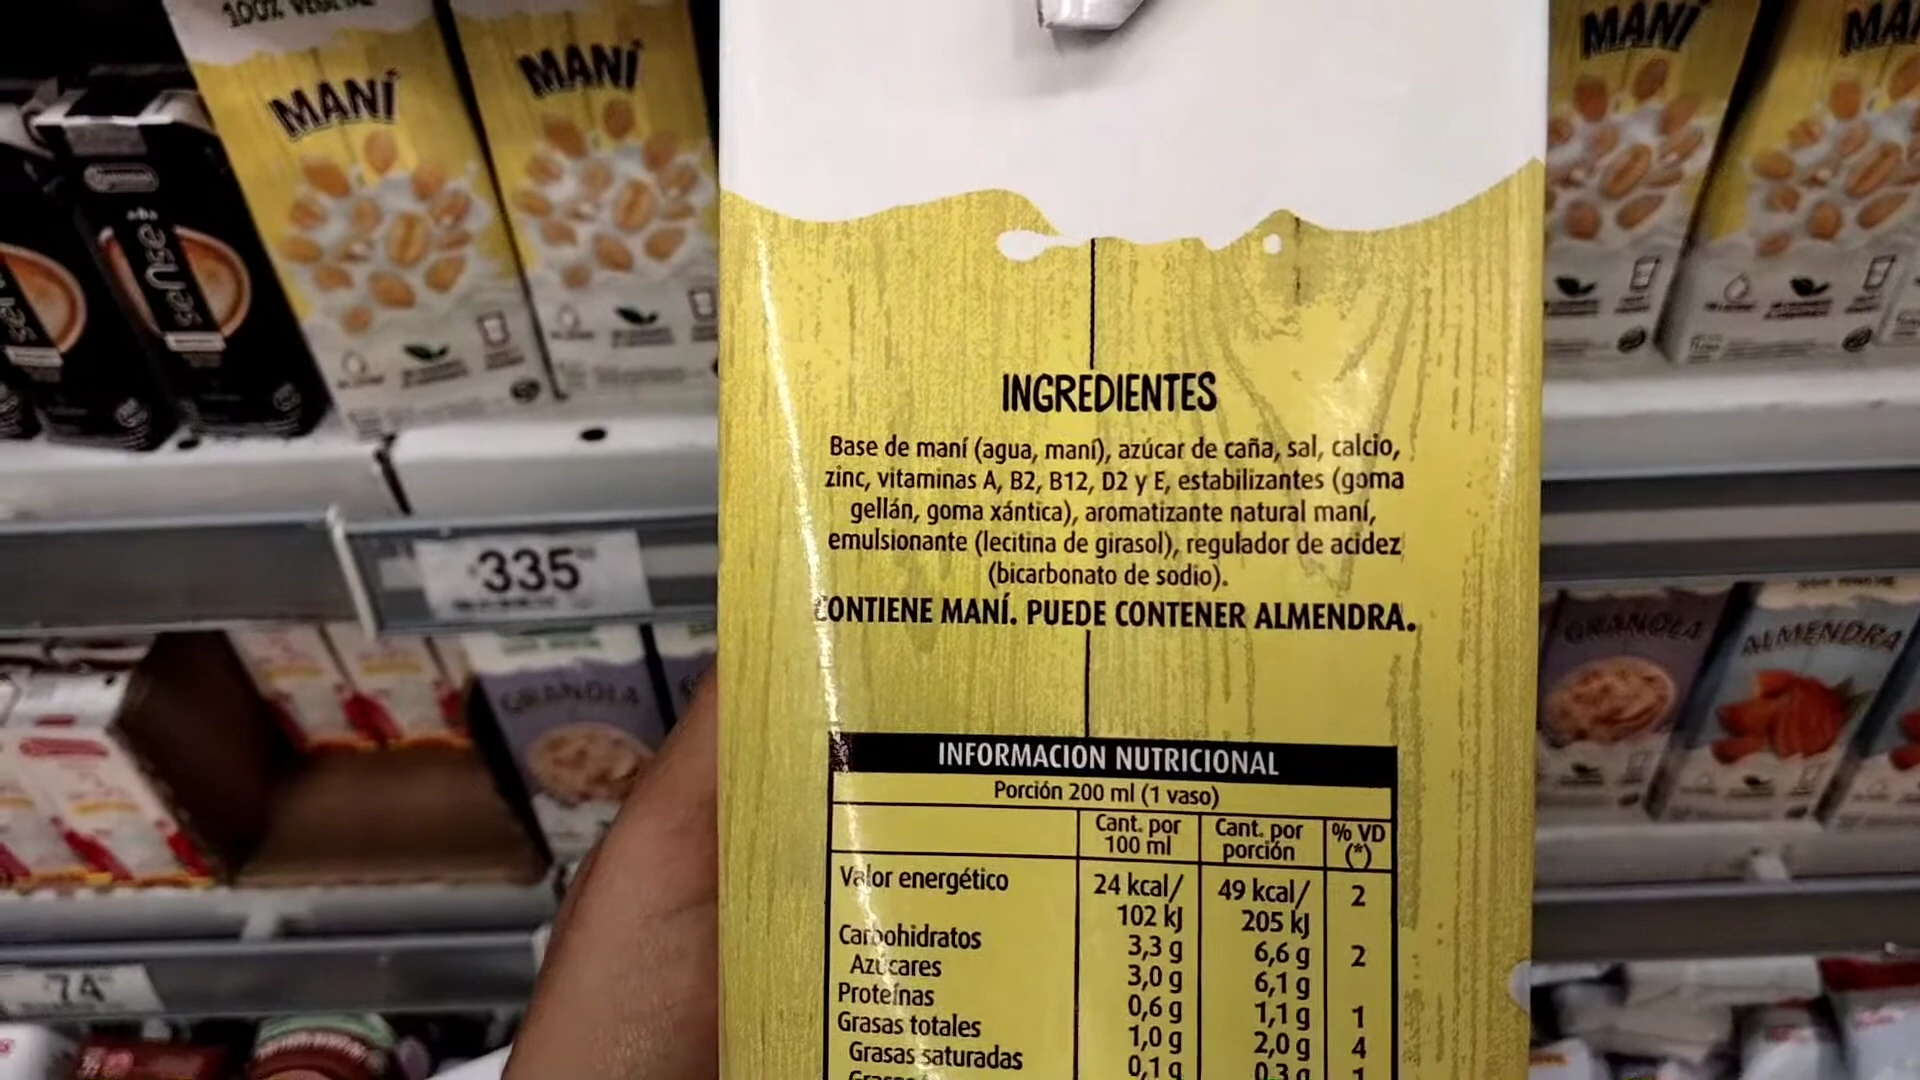 100% VEGETAL
MANÍ
MANÍ
MANÍ
sense
335
GRANOLA
GRANOLA
ALMENDRA
74
INGREDIENTES
Base de maní (agua, maní), azúcar de caña, sal, calcio,
zinc, vitaminas A, B2, B12, D2 y E, estabilizantes (goma
gellán, goma xántica), aromatizante natural maní,
emulsionante (lecitina de girasol), regulador de acidez
(bicarbonato de sodio).
CONTIENE MANÍ. PUEDE CONTENER ALMENDRA.
INFORMACION NUTRICIONAL
Porción 200 ml (1 vaso)
Cant. por 100 ml Cant. por porción % VD (*)
Valor energético 24 kcal/ 102 kJ 49 kcal/ 205 kJ 2
Carbohidratos 3,3 g 6,6 g 2
Azúcares 3,0 g 6,1 g
Proteínas 0,6 g 1,1 g 1
Grasas totales 1,0 g 2,0 g 4
Grasas saturadas 0,1 g 0,3 g 1